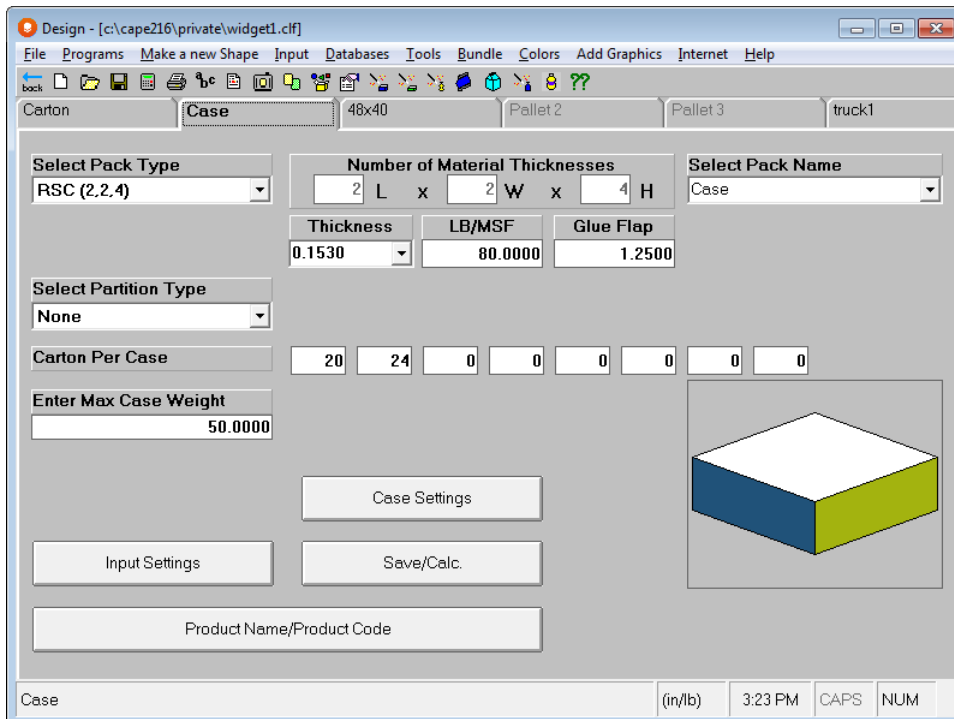 Design - [c:\cape216\private\widget1.clf]
File Programs Make a new Shape Input Databases Tools Bundle Colors Add Graphics Internet Help
back abc ??
Carton Case 48x40 Pallet 2 Pallet 3 truck1
Select Pack Type Number of Material Thicknesses Select Pack Name
RSC (2,2,4) 2 L x 2 W x 4 H Case
Thickness LB/MSF Glue Flap
0.1530 80.0000 1.2500
Select Partition Type
None
Carton Per Case 20 24 0 0 0 0 0 0
Enter Max Case Weight
50.0000
Case Settings
Input Settings Save/Calc.
Product Name/Product Code
Case (in/lb) 3:23 PM CAPS NUM